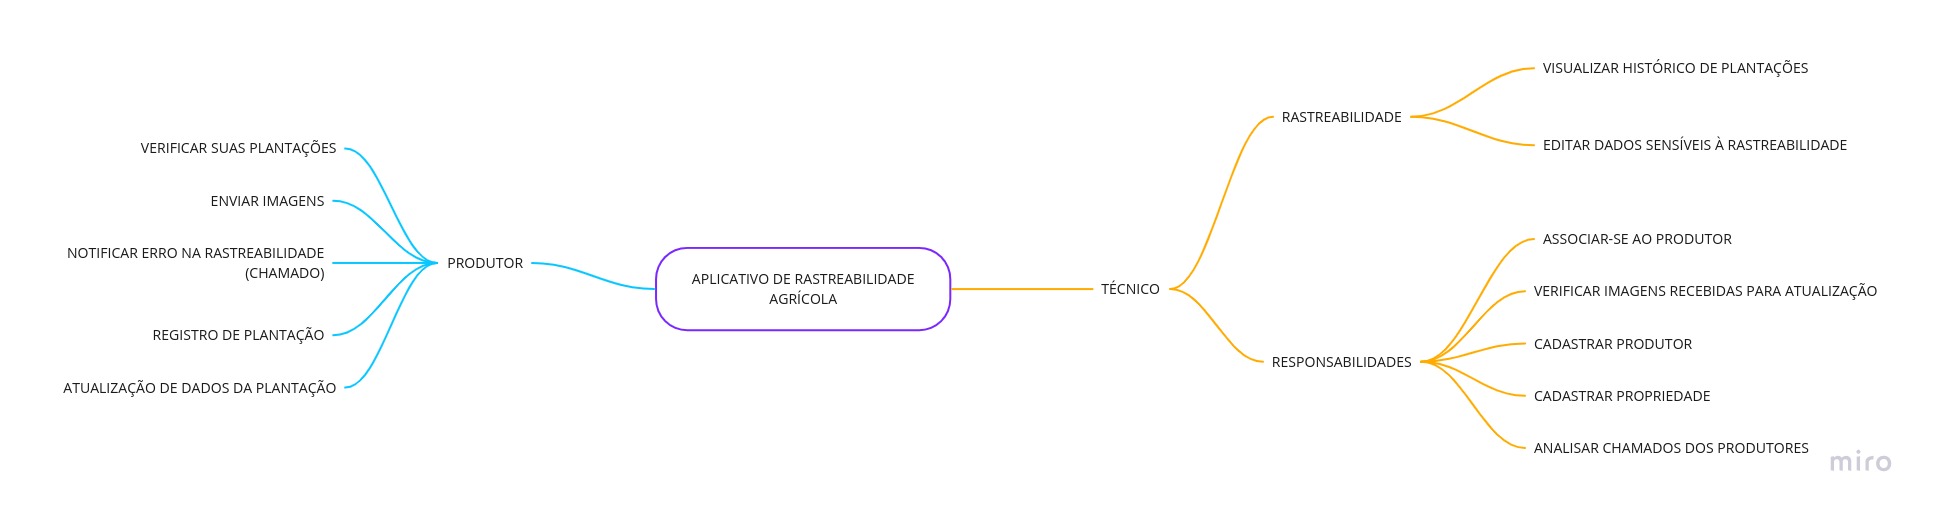 VERIFICAR SUAS PLANTAÇÕES
ENVIAR IMAGENS
NOTIFICAR ERRO NA RASTREABILIDADE
(CHAMADO)
REGISTRO DE PLANTAÇÃO
ATUALIZAÇÃO DE DADOS DA PLANTAÇÃO
PRODUTOR
APLICATIVO DE RASTREABILIDADE
AGRÍCOLA
TÉCNICO
RASTREABILIDADE
VISUALIZAR HISTÓRICO DE PLANTAÇÕES
EDITAR DADOS SENSÍVEIS À RASTREABILIDADE
RESPONSABILIDADES
ASSOCIAR-SE AO PRODUTOR
VERIFICAR IMAGENS RECEBIDAS PARA ATUALIZAÇÃO
CADASTRAR PRODUTOR
CADASTRAR PROPRIEDADE
ANALISAR CHAMADOS DOS PRODUTORES
miro